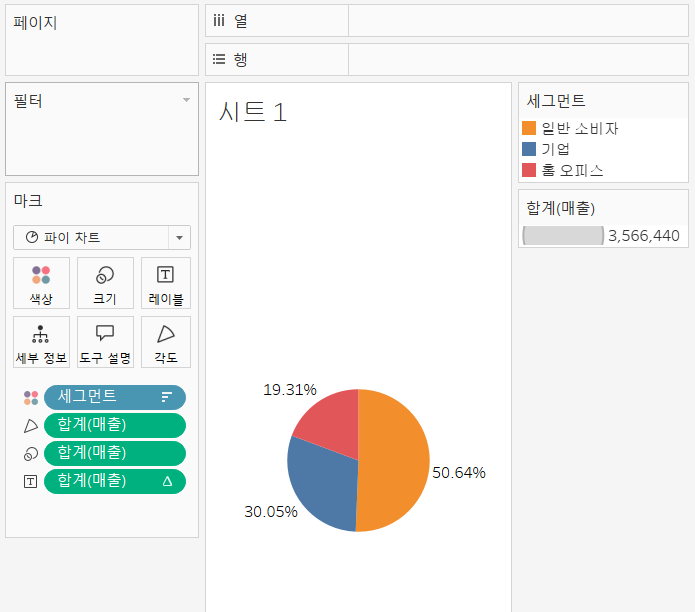 페이지
열
행
필터
시트 1
세그먼트
일반 소비자
기업
홈 오피스
합계(매출)
3,566,440
마크
파이 차트
색상
크기
레이블
세부 정보
도구 설명
각도
세그먼트
합계(매출)
합계(매출)
합계(매출)
19.31%
50.64%
30.05%